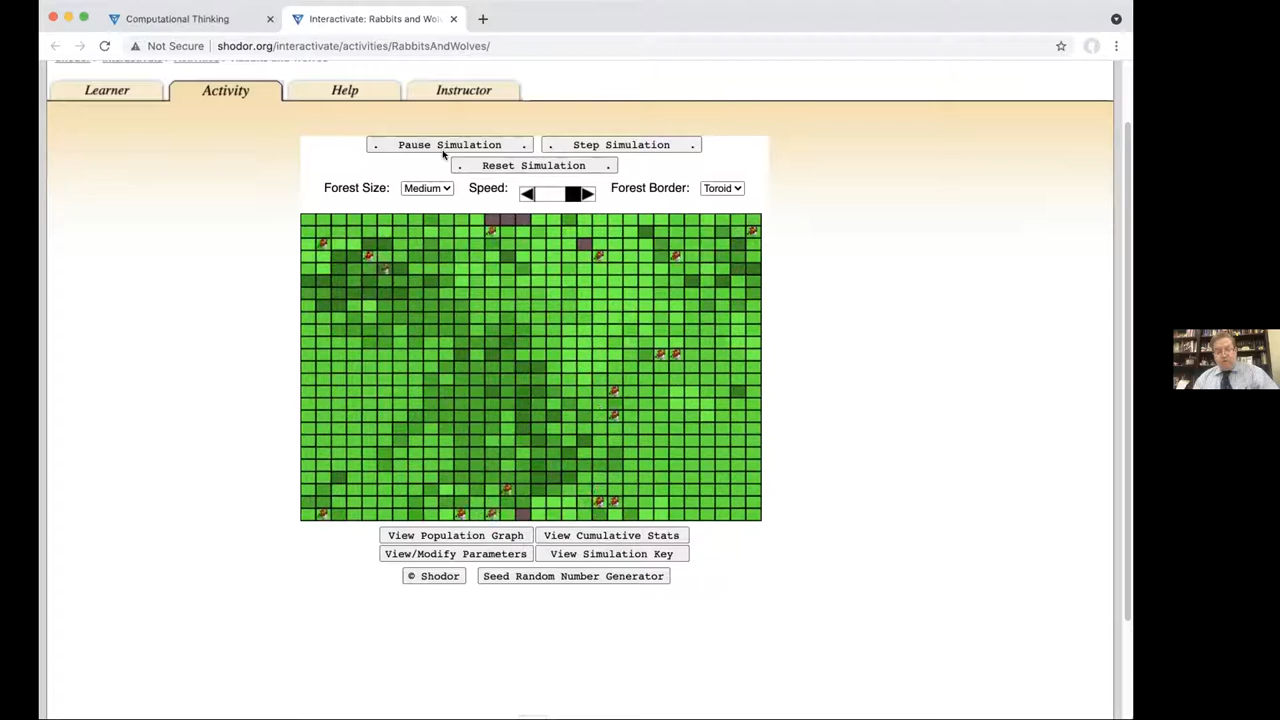 Computational Thinking
Interactivate: Rabbits and Wol
Not Secure
shodor.org/interactivate/activities/RabbitsAndWolves/
Learner
Activity
Help
Instructor
. Pause Simulation .
. Step Simulation .
. Reset Simulation .
Forest Size: Medium
Speed:
Forest Border: Toroid
View Population Graph
View Cumulative Stats
View/Modify Parameters
View Simulation Key
© Shodor
Seed Random Number Generator